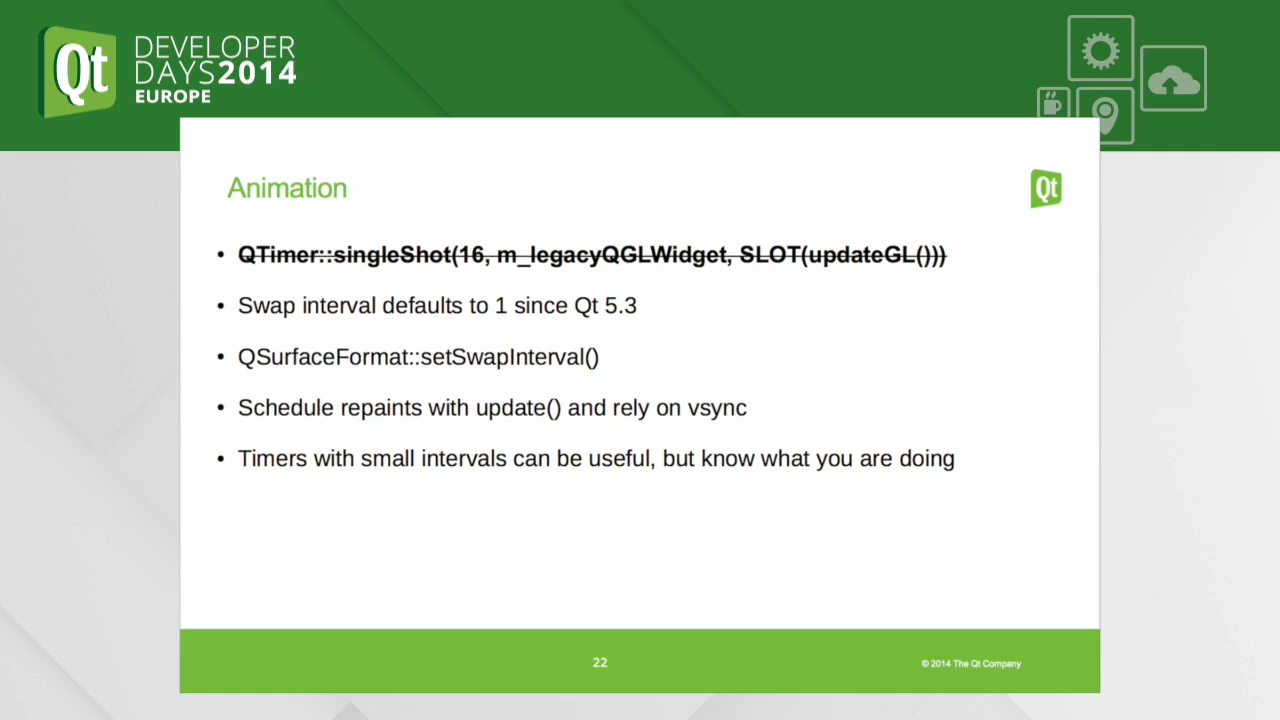 Qt
DEVELOPER
DAYS2014
EUROPE
Animation
Qt
• QTimer::singleShot(16, m_legacyQGLWidget, SLOT(updateGL()))
• Swap interval defaults to 1 since Qt 5.3
• QSurfaceFormat::setSwapInterval()
• Schedule repaints with update() and rely on vsync
• Timers with small intervals can be useful, but know what you are doing
22
© 2014 The Qt Company